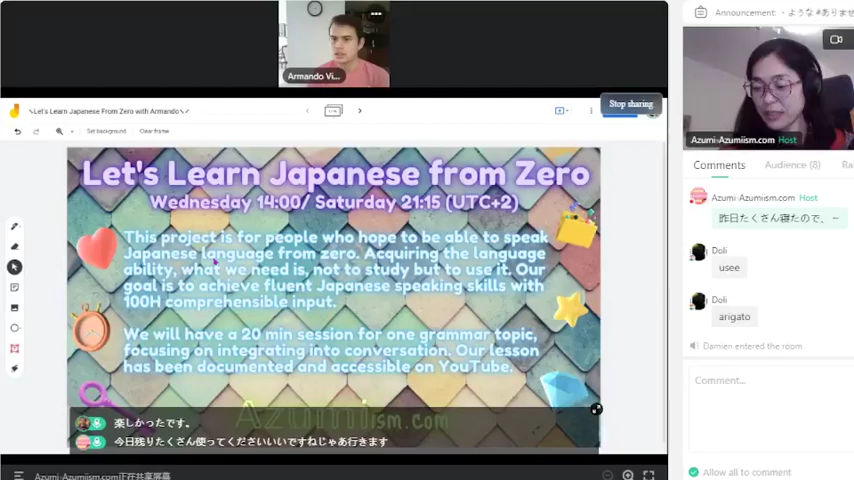 Armando Vi...
Let's Learn Japanese From Zero with Armando
Stop sharing
Set background
Clear frame
Let's Learn Japanese from Zero
Wednesday 14:00/ Saturday 21:15 (UTC+2)
This project is for people who hope to be able to speak
Japanese language from zero. Acquiring the language
ability, what we need is, not to study but to use it. Our
goal is to achieve fluent Japanese speaking skills with
100H comprehensible input.
We will have a 20 min session for one grammar topic,
focusing on integrating into conversation. Our lesson
has been documented and accessible on YouTube.
Azumiism.com
楽しかったです。
今日残りたくさん使ってくださいいいですねじゃあ行きます
Azumi-Azumiism.com正在共享屏幕
Announcement: ・ような #ありませ
Azumi-Azumiism.com Host
Comments
Audience (8)
Ra
Azumi-Azumiism.com Host
昨日たくさん寝たので、~
Doli
usee
Doli
arigato
Damien entered the room
Comment...
Allow all to comment